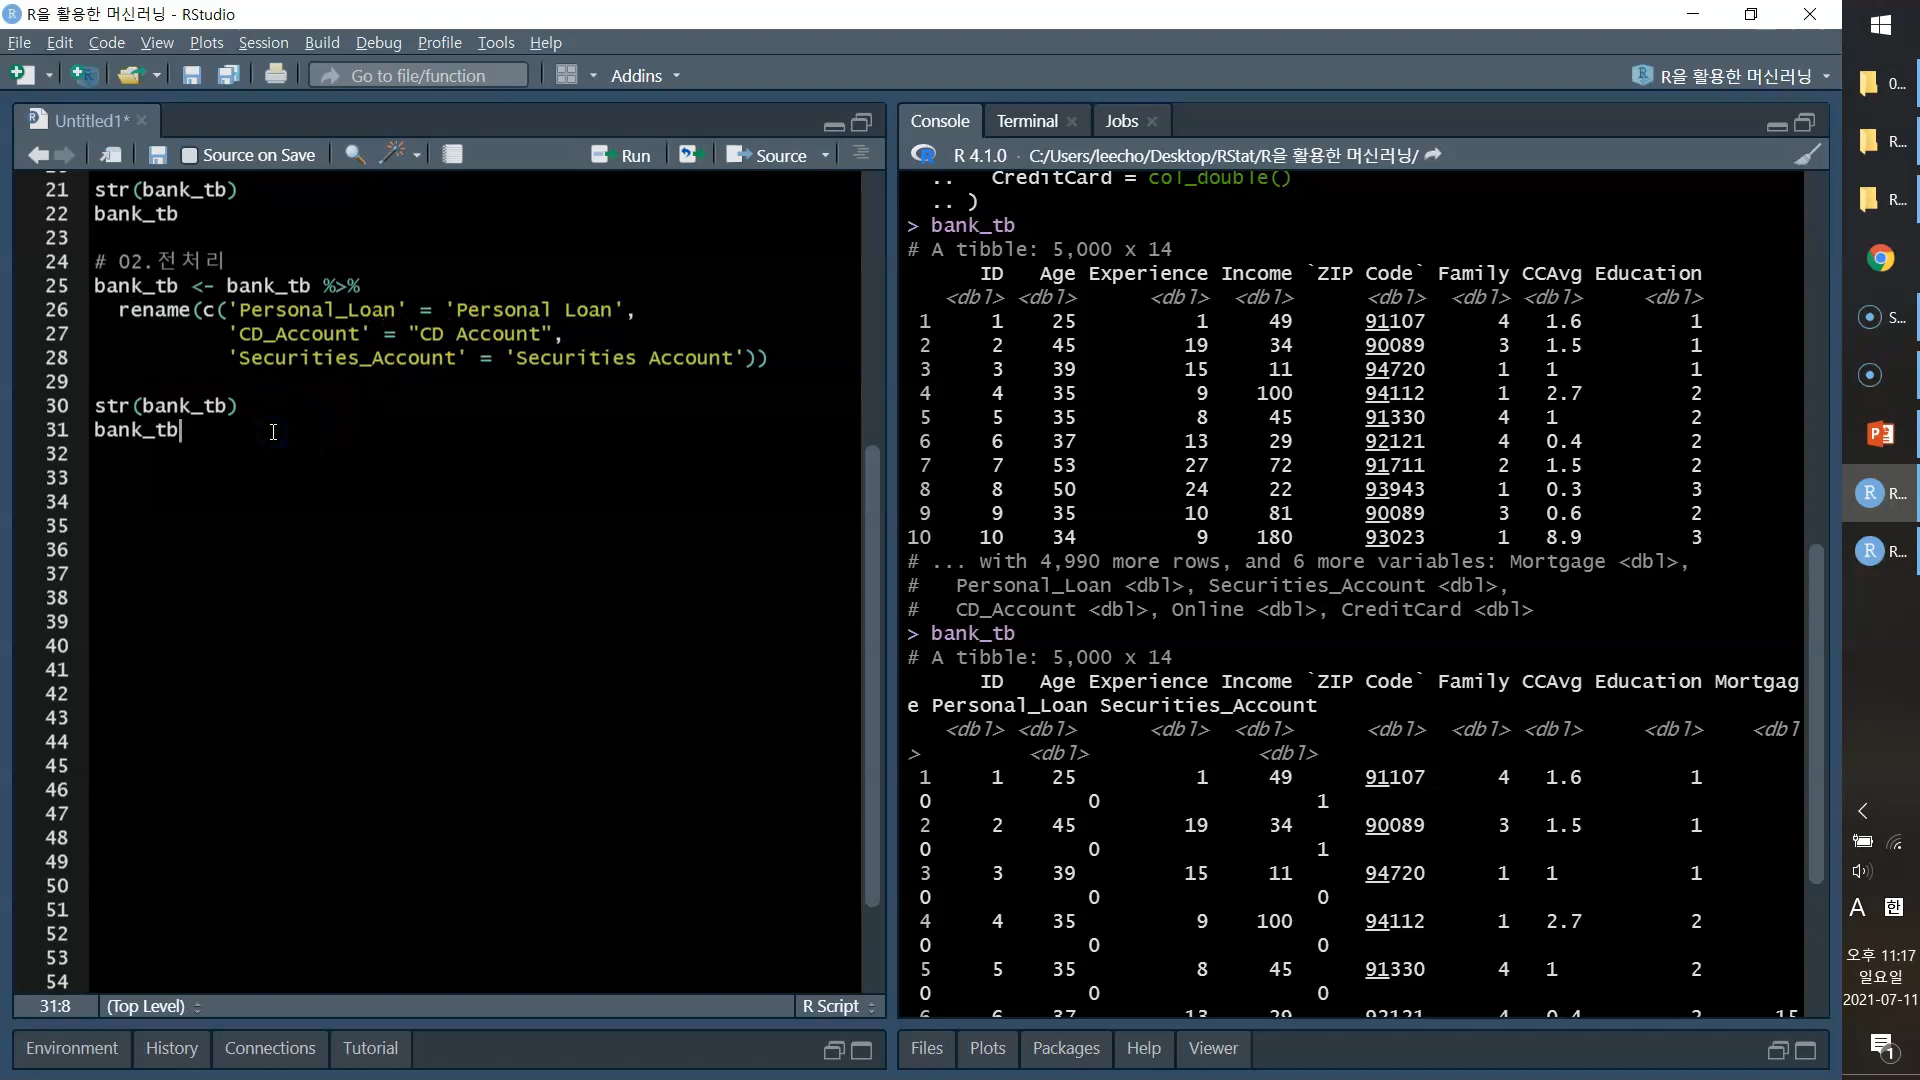 R을 활용한 머신러닝 - RStudio
File Edit Code View Plots Session Build Debug Profile Tools Help
Go to file/function Addins R을 활용한 머신러닝
Untitled1*
Source on Save Run Source
21 str(bank_tb)
22 bank_tb
23
24 # 02.전처리
25 bank_tb <- bank_tb %>%
26 rename(c('Personal_Loan' = 'Personal Loan',
27 'CD_Account' = "CD Account",
28 'Securities_Account' = 'Securities Account'))
29
30 str(bank_tb)
31 bank_tb
32
33
34
35
36
37
38
39
40
41
42
43
44
45
46
47
48
49
50
51
52
53
54
31:8 (Top Level) R Script
Environment History Connections Tutorial
Console Terminal Jobs
R 4.1.0 · C:/Users/leecho/Desktop/RStat/R을 활용한 머신러닝/
.. CreditCard = col_double()
.. )
> bank_tb
# A tibble: 5,000 x 14
ID Age Experience Income `ZIP Code` Family CCAvg Education
<dbl> <dbl> <dbl> <dbl> <dbl> <dbl> <dbl> <dbl>
1 1 25 1 49 91107 4 1.6 1
2 2 45 19 34 90089 3 1.5 1
3 3 39 15 11 94720 1 1 1
4 4 35 9 100 94112 1 2.7 2
5 5 35 8 45 91330 4 1 2
6 6 37 13 29 92121 4 0.4 2
7 7 53 27 72 91711 2 1.5 2
8 8 50 24 22 93943 1 0.3 3
9 9 35 10 81 90089 3 0.6 2
10 10 34 9 180 93023 1 8.9 3
# ... with 4,990 more rows, and 6 more variables: Mortgage <dbl>,
# Personal_Loan <dbl>, Securities_Account <dbl>,
# CD_Account <dbl>, Online <dbl>, CreditCard <dbl>
> bank_tb
# A tibble: 5,000 x 14
ID Age Experience Income `ZIP Code` Family CCAvg Education Mortgag
e Personal_Loan Securities_Account
<dbl> <dbl> <dbl> <dbl> <dbl> <dbl> <dbl> <dbl> <dbl
> <dbl> <dbl>
1 1 25 1 49 91107 4 1.6 1
0 0 1
2 2 45 19 34 90089 3 1.5 1
0 0 1
3 3 39 15 11 94720 1 1 1
0 0 0
4 4 35 9 100 94112 1 2.7 2
0 0 0
5 5 35 8 45 91330 4 1 2
0 0 0
6 6 37 13 29 92121 4 0.4 2 15
Files Plots Packages Help Viewer
0...
R...
R...
S...
R...
R...
A 한
오후 11:17
일요일
2021-07-11
1